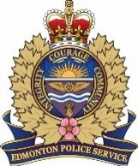 INTEGRITY COURAGE COMMUNITY
EDMONTON POLICE SERVICE